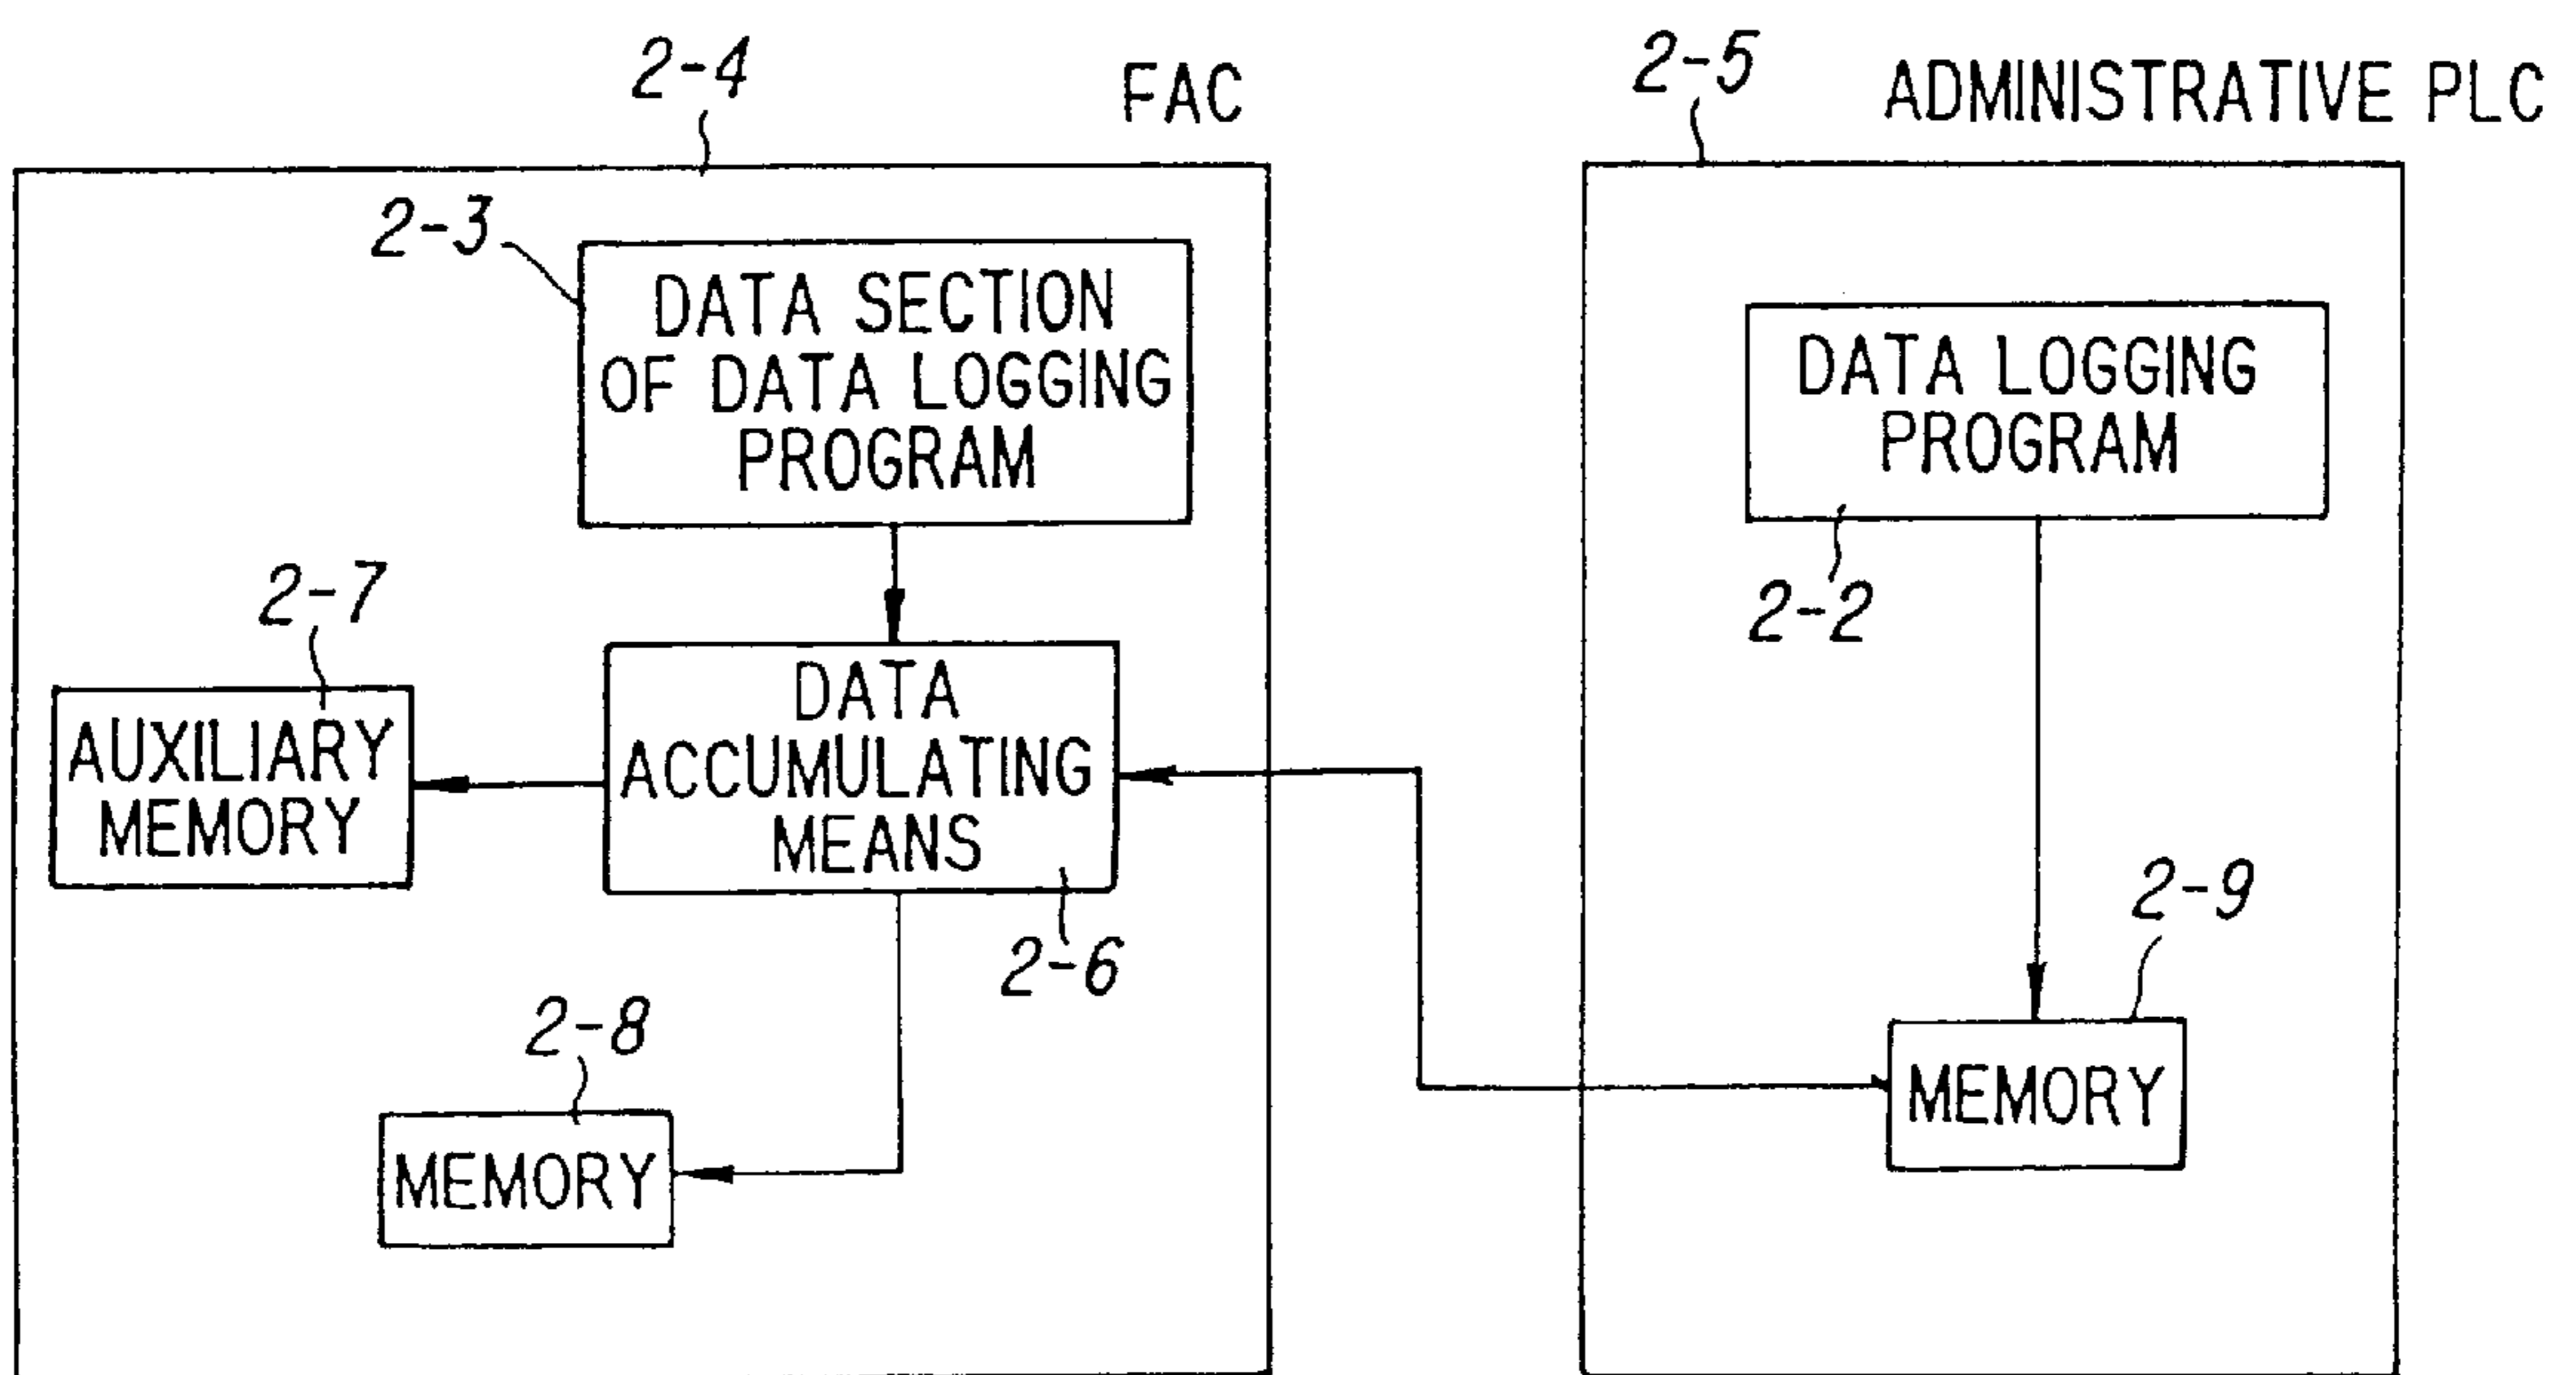 2-4
FAC
2-5
ADMINISTRATIVE PLC
2-3
DATA SECTION
OF DATA LOGGING
PROGRAM
DATA LOGGING
PROGRAM
2-2
2-7
AUXILIARY
MEMORY
DATA
ACCUMULATING
MEANS
2-6
2-8
MEMORY
2-9
MEMORY